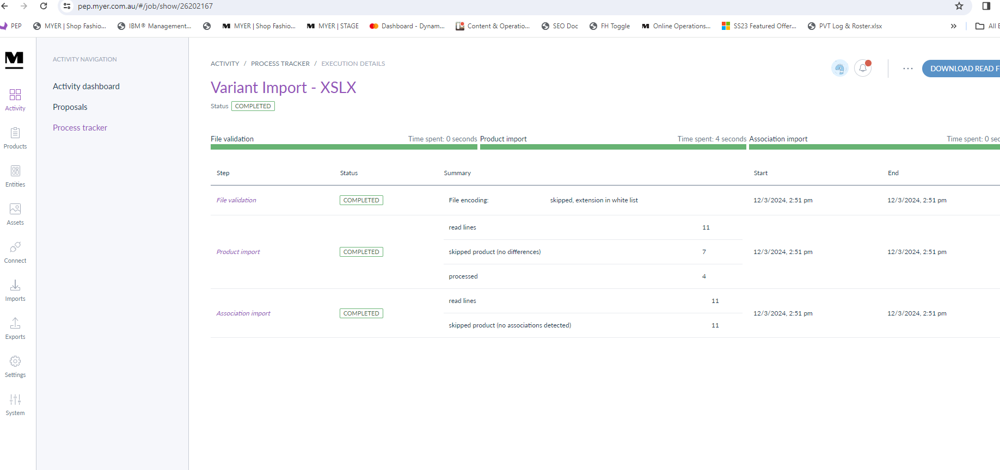 pep.myer.com.au/#/job/show/26202167
PEP MYER | Shop Fashio... IBM® Management... MYER | Shop Fashio... MYER | STAGE Dashboard - Dynam... Content & Operatio... SEO Doc FH Toggle Online Operations... SS23 Featured Offer... PVT Log & Roster.xlsx » All
M
Activity
Products
Entities
Assets
Connect
Imports
Exports
Settings
System
ACTIVITY NAVIGATION
Activity dashboard
Proposals
Process tracker
ACTIVITY / PROCESS TRACKER / EXECUTION DETAILS
... DOWNLOAD READ F
Variant Import - XSLX
Status COMPLETED
File validation Time spent: 0 seconds Product import Time spent: 4 seconds Association import Time spent: 0 sec
Step Status Summary Start End
File validation COMPLETED File encoding: skipped, extension in white list 12/3/2024, 2:51 pm 12/3/2024, 2:51 pm
read lines 11
Product import COMPLETED skipped product (no differences) 7 12/3/2024, 2:51 pm 12/3/2024, 2:51 pm
processed 4
read lines 11
Association import COMPLETED 12/3/2024, 2:51 pm 12/3/2024, 2:51 pm
skipped product (no associations detected) 11